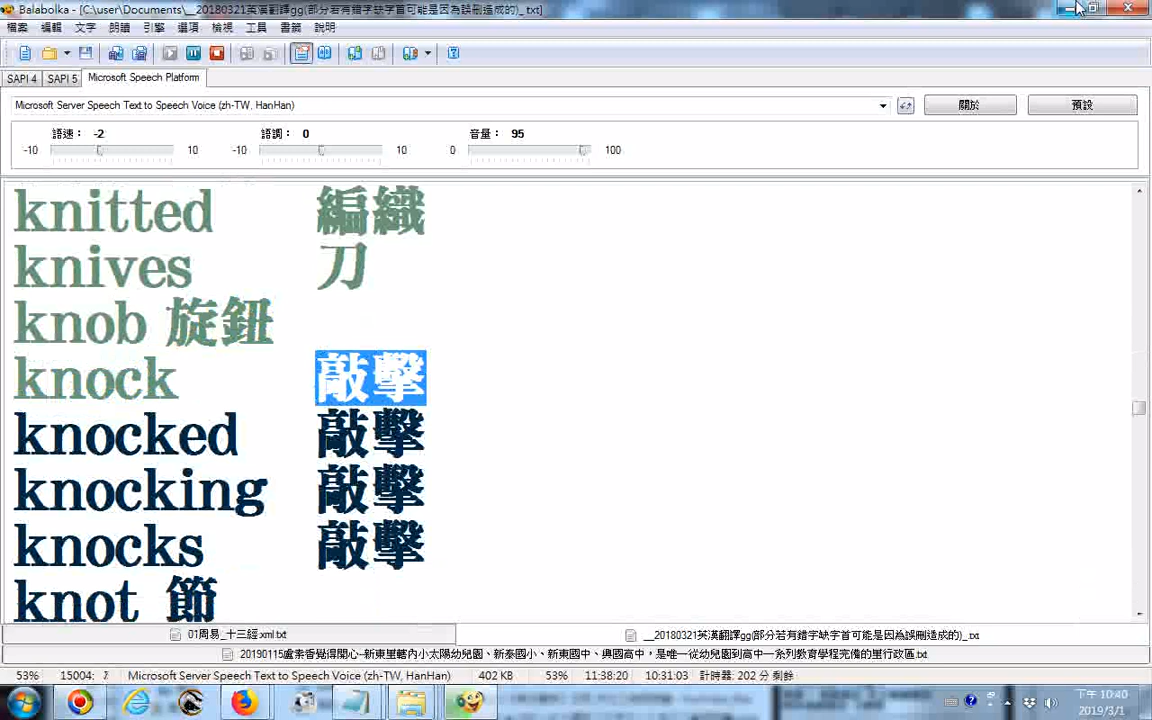 Balabolka - [C:\user\Documents\__20180321英漢翻譯gg(部分若有錯字缺字首可能是因為誤刪造成的)_.txt]
檔案 編輯 文字 朗讀 引擎 選項 檢視 工具 書籤 說明
SAPI 4 SAPI 5 Microsoft Speech Platform
Microsoft Server Speech Text to Speech Voice (zh-TW, HanHan) 關於 預設
語速： -2 語調： 0 音量： 95
-10 10 -10 10 0 100
knitted 編織
knives 刀
knob 旋鈕
knock 敲擊
knocked 敲擊
knocking 敲擊
knocks 敲擊
knot 節
01周易_十三經.xml.txt __20180321英漢翻譯gg(部分若有錯字缺字首可能是因為誤刪造成的)_.txt
20190115盧素香覺得開心-新東里轄內小太陽幼兒園、新泰國小、新東國中、興國高中，是唯一從幼兒園到高中一系列教育學程完備的里行政區.txt
53% 15004: 7 Microsoft Server Speech Text to Speech Voice (zh-TW, HanHan) 402 KB 53% 11:38:20 10:31:03 計時器: 202 分 剩餘
下午 10:40
2019/3/1